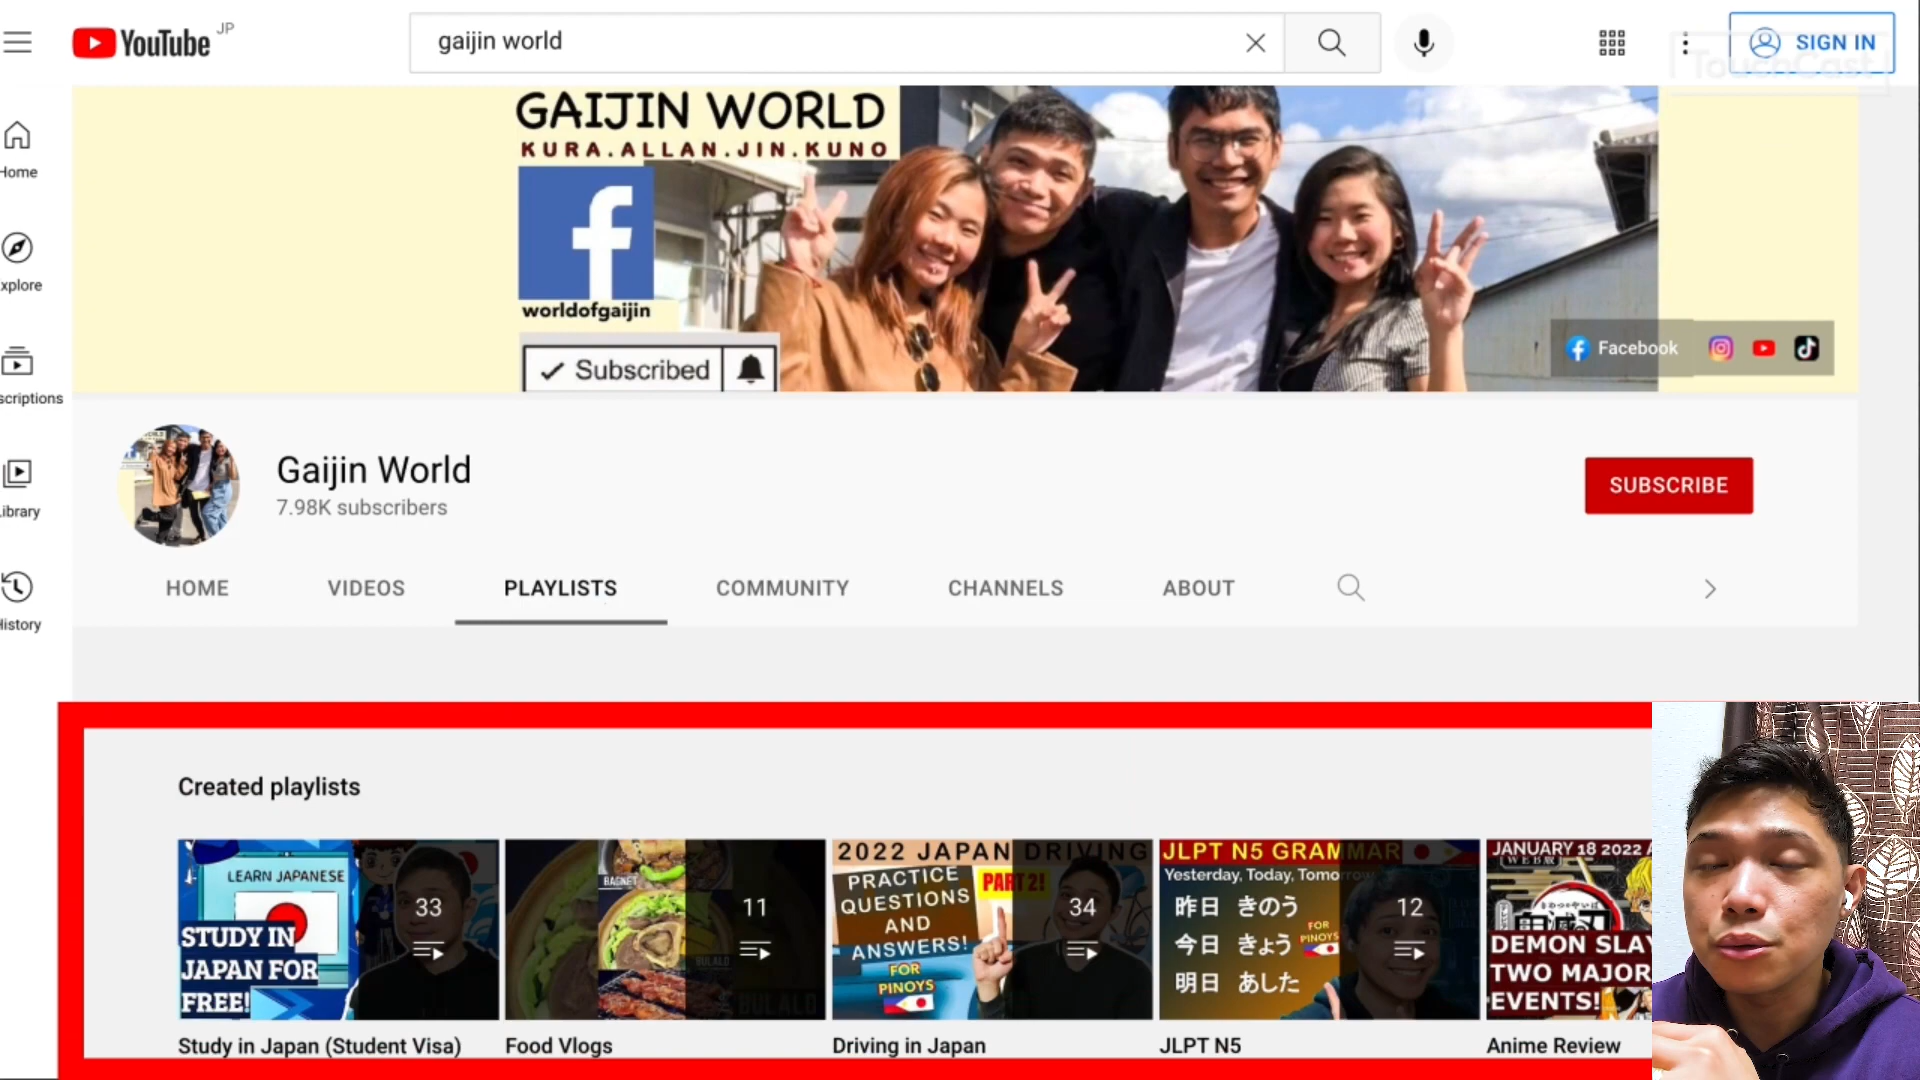 YouTube JP
gaijin world
SIGN IN
TouchCast
Home
xplore
scriptions
ibrary
History
GAIJIN WORLD
KURA.ALLAN.JIN.KUNO
f
worldofgaijin
Subscribed
Facebook
Gaijin World
7.98K subscribers
SUBSCRIBE
HOME
VIDEOS
PLAYLISTS
COMMUNITY
CHANNELS
ABOUT
Created playlists
LEARN JAPANESE
STUDY IN
JAPAN FOR
FREE!
33
Study in Japan (Student Visa)
BAGNET
BULALO
BULALO
11
Food Vlogs
2022 JAPAN DRIVING
PRACTICE
QUESTIONS
AND
ANSWERS!
PART 2!
FOR
PINOYS
34
Driving in Japan
JLPT N5 GRAMMAR
Yesterday, Today, Tomorrow
昨日 きのう
今日 きょう
明日 あした
FOR
PINOYS
12
JLPT N5
JANUARY 18 2022 A
DEMON SLAY
TWO MAJOR
EVENTS!
Anime Review